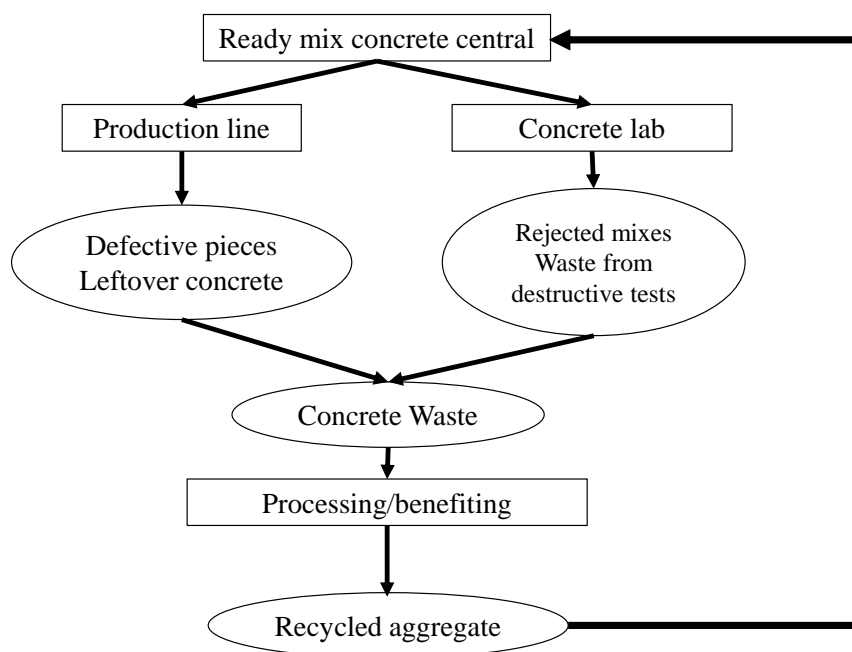 Ready mix concrete central
Production line
Concrete lab
Defective pieces
Leftover concrete
Rejected mixes
Waste from
destructive tests
Concrete Waste
Processing/benefiting
Recycled aggregate